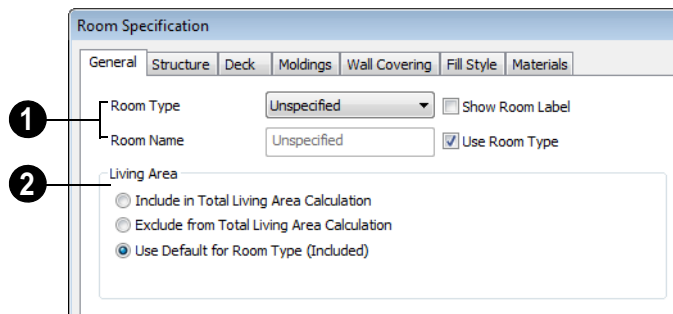 Room Specification
General Structure Deck Moldings Wall Covering Fill Style Materials
1 Room Type Unspecified Show Room Label
Room Name Unspecified Use Room Type
2 Living Area
Include in Total Living Area Calculation
Exclude from Total Living Area Calculation
Use Default for Room Type (Included)